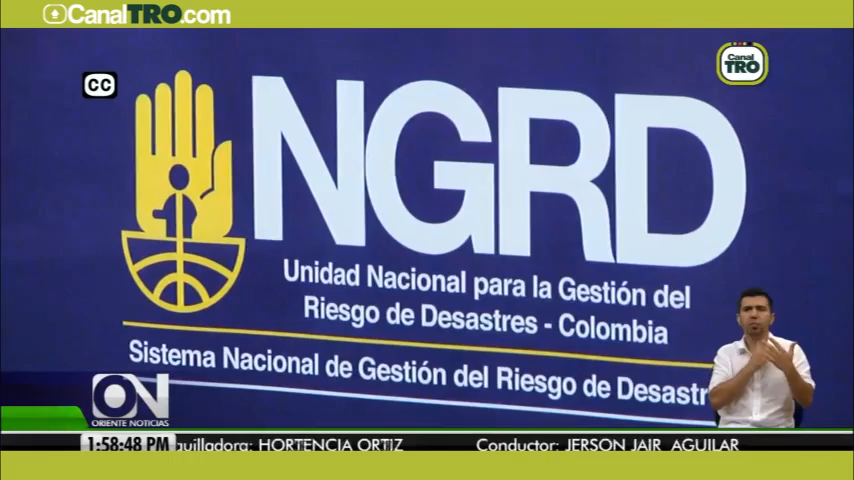 CanalTRO.com
Canal
TRO
CC
NGRD
Unidad Nacional para la Gestión del
Riesgo de Desastres - Colombia
Sistema Nacional de Gestión del Riesgo de Desastr
ON
ORIENTE NOTICIAS
1:58:48 PM quilladora: HORTENCIA ORTIZ Conductor: JERSON JAIR AGUILAR